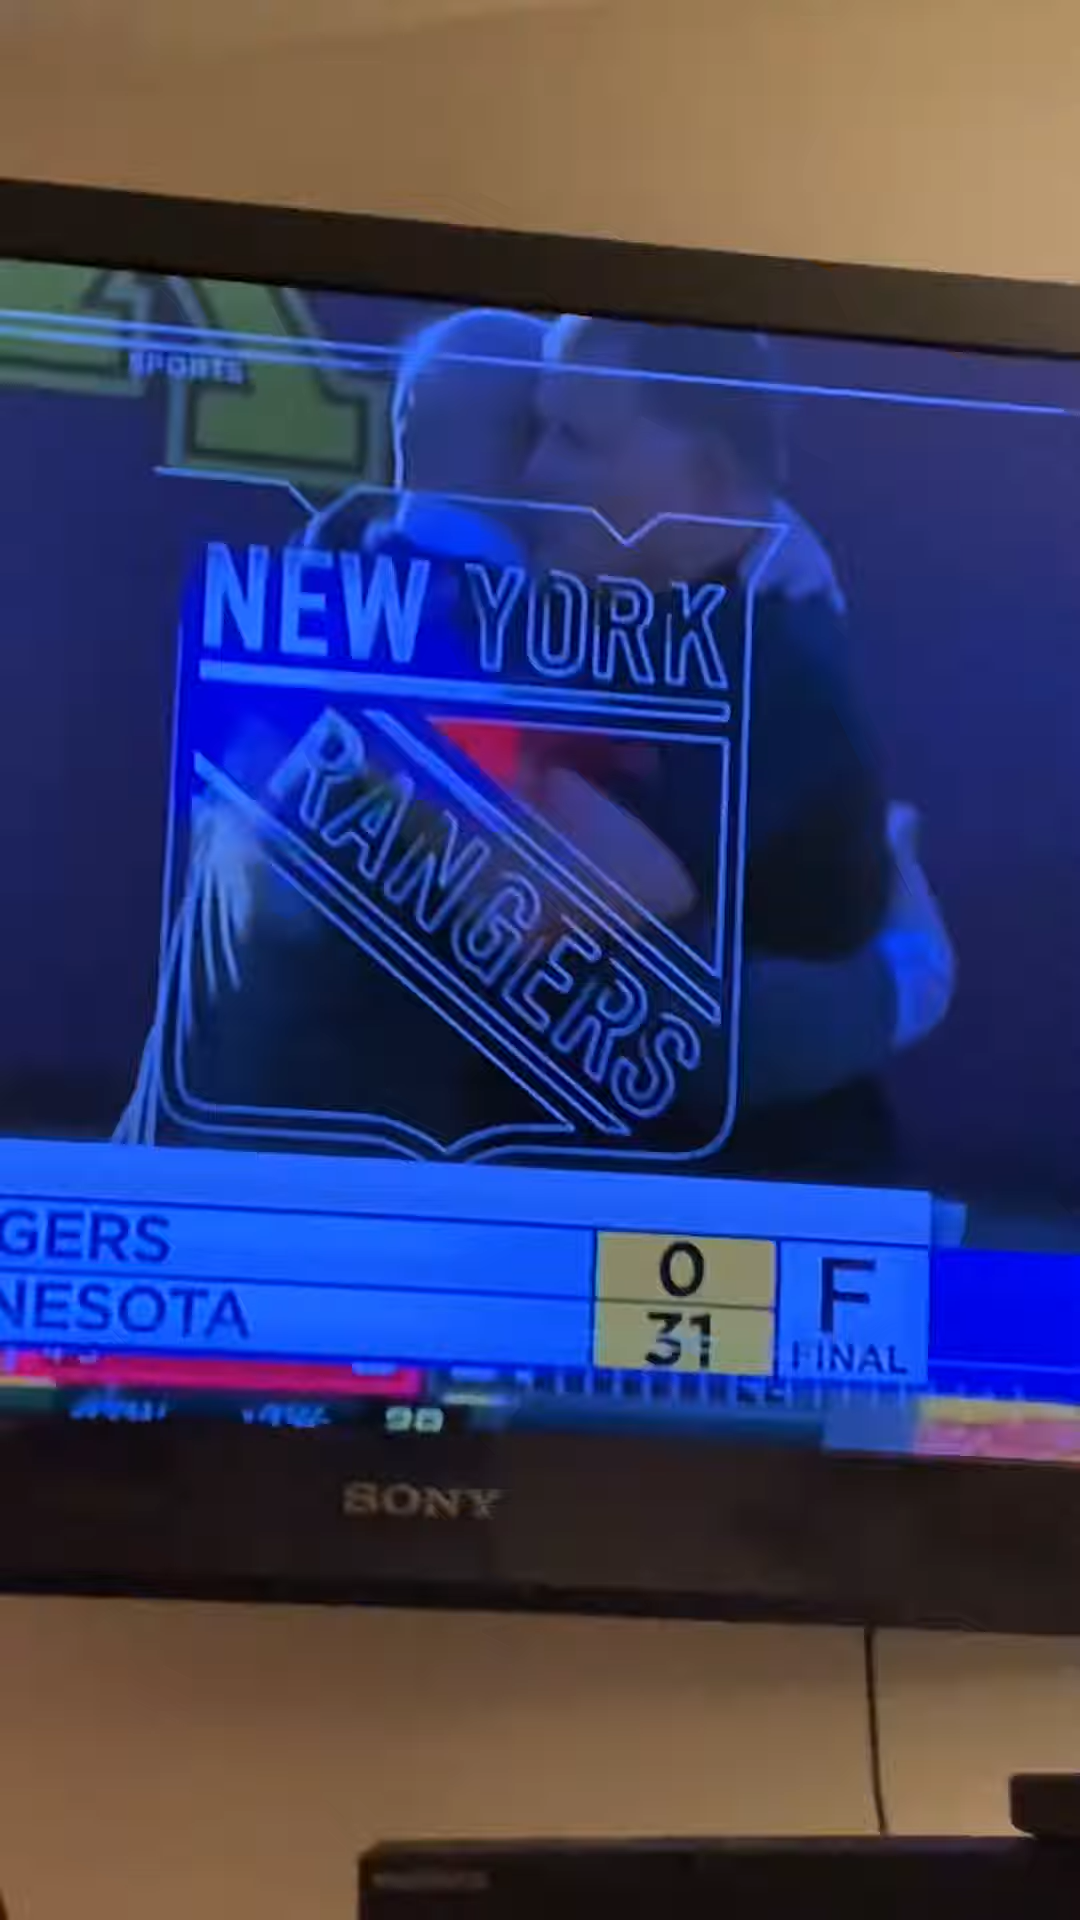 SPORTS
NEW YORK
RANGERS
GERS 0
NESOTA 31
F
FINAL
SONY